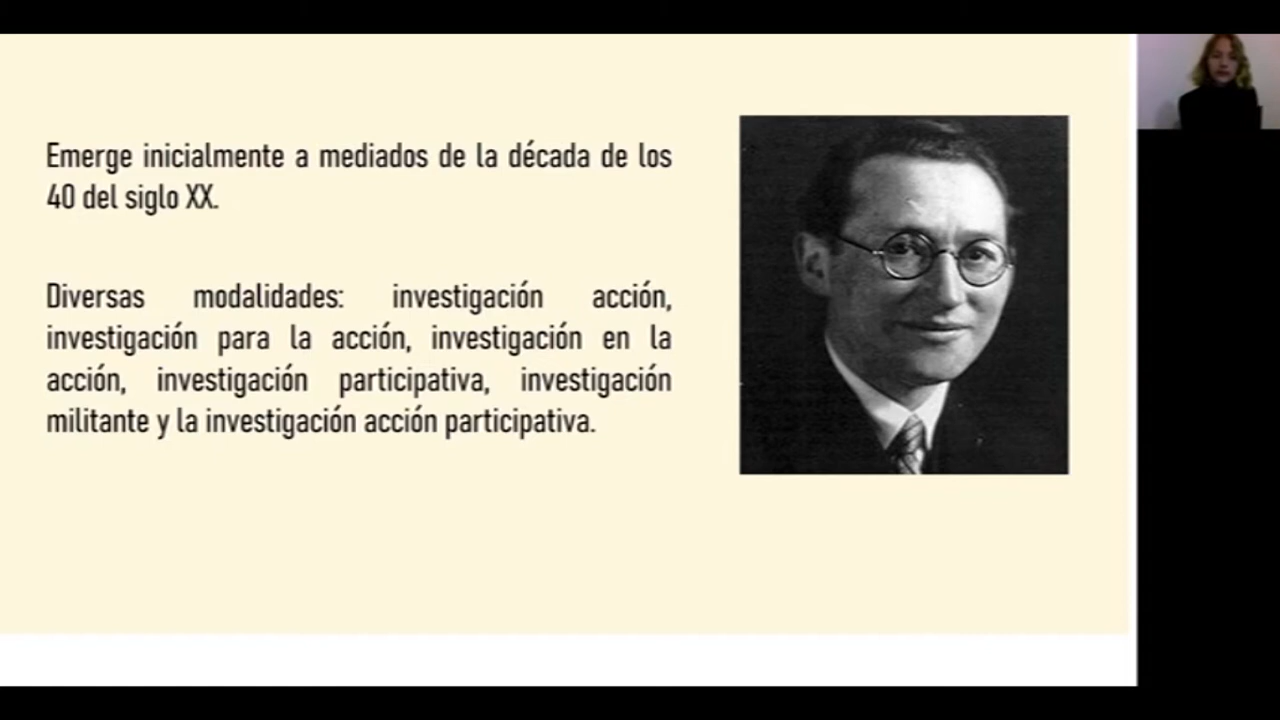 Emerge inicialmente a mediados de la década de los
40 del siglo XX.
Diversas modalidades: investigación acción,
investigación para la acción, investigación en la
acción, investigación participativa, investigación
militante y la investigación acción participativa.